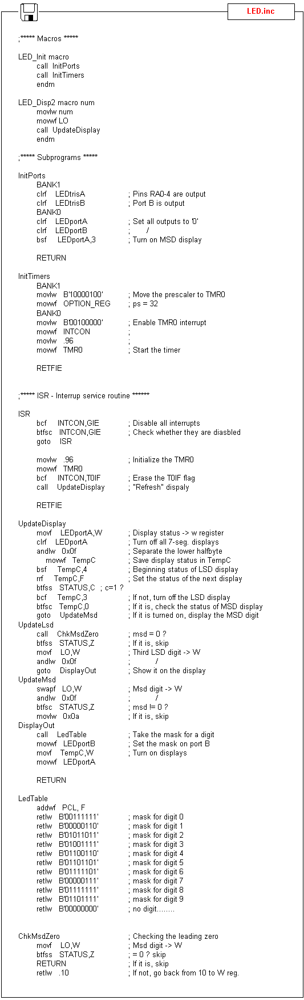 LED.inc
;***** Macros *****
LED_Init macro
call InitPorts
call InitTimers
endm
LED_Disp2 macro num
movlw num
movwf LO
call UpdateDisplay
endm
;***** Subprograms *****
InitPorts
BANK1
clrf LEDtrisA ; Pins RA0-4 are output
clrf LEDtrisB ; Port B is output
BANK0
clrf LEDportA ; Set all outputs to '0'
clrf LEDportB ; /
bsf LEDportA,3 ; Turn on MSD display
RETURN
InitTimers
BANK1
movlw B'10000100' ; Move the prescaler to TMR0
movwf OPTION_REG ; ps = 32
BANK0
movlw B'00100000' ; Enable TMR0 interrupt
movwf INTCON ;
movlw .96 ;
movwf TMR0 ; Start the timer
RETFIE
;***** ISR - Interrup service routine ******
ISR
bcf INTCON,GIE ; Disable all interrupts
btfsc INTCON,GIE ; Check whether they are diasbled
goto ISR
movlw .96 ; Initialize the TMR0
movwf TMR0
bcf INTCON,T0IF ; Erase the T0IF flag
call UpdateDisplay ; "Refresh" dispaly
RETFIE
UpdateDisplay
movf LEDportA,W ; Display status -> w register
clrf LEDportA ; Turn off all 7-seg. displays
andlw 0x0f ; Separate the lower halfbyte
movwf TempC ; Save display status in TempC
bsf TempC,4 ; Beginning status of LSD display
rrf TempC,F ; Set the status of the next display
btfss STATUS,C ; c=1 ?
bcf TempC,3 ; If not, turn off the LSD display
btfsc TempC,0 ; If it is, check the status of MSD display
goto UpdateMsd ; If it is turned on, display the MSD digit
UpdateLsd
call ChkMsdZero ; msd = 0 ?
btfss STATUS,Z ; If it is, skip
movf LO,W ; Third LSD digit -> W
andlw 0x0f ; /
goto DisplayOut ; Show it on the display
UpdateMsd
swapf LO,W ; Msd digit -> W
andlw 0x0f ; /
btfsc STATUS,Z ; msd != 0 ?
movlw 0x0a ; If it is, skip
DisplayOut
call LedTable ; Take the mask for a digit
movwf LEDportB ; Set the mask on port B
movf TempC,W ; Turn on displays
movwf LEDportA
RETURN
LedTable
addwf PCL, F
retlw B'00111111' ; mask for digit 0
retlw B'00000110' ; mask for digit 1
retlw B'01011011' ; mask for digit 2
retlw B'01001111' ; mask for digit 3
retlw B'01100110' ; mask for digit 4
retlw B'01101101' ; mask for digit 5
retlw B'01111101' ; mask for digit 6
retlw B'00000111' ; mask for digit 7
retlw B'01111111' ; mask for digit 8
retlw B'01101111' ; mask for digit 9
retlw B'00000000' ; no digit........
ChkMsdZero ; Checking the leading zero
movf LO,W ; Msd digit -> W
btfss STATUS,Z ; = 0 ? skip
RETURN ; If it is, skip
retlw .10 ; If not, go back from 10 to W reg.